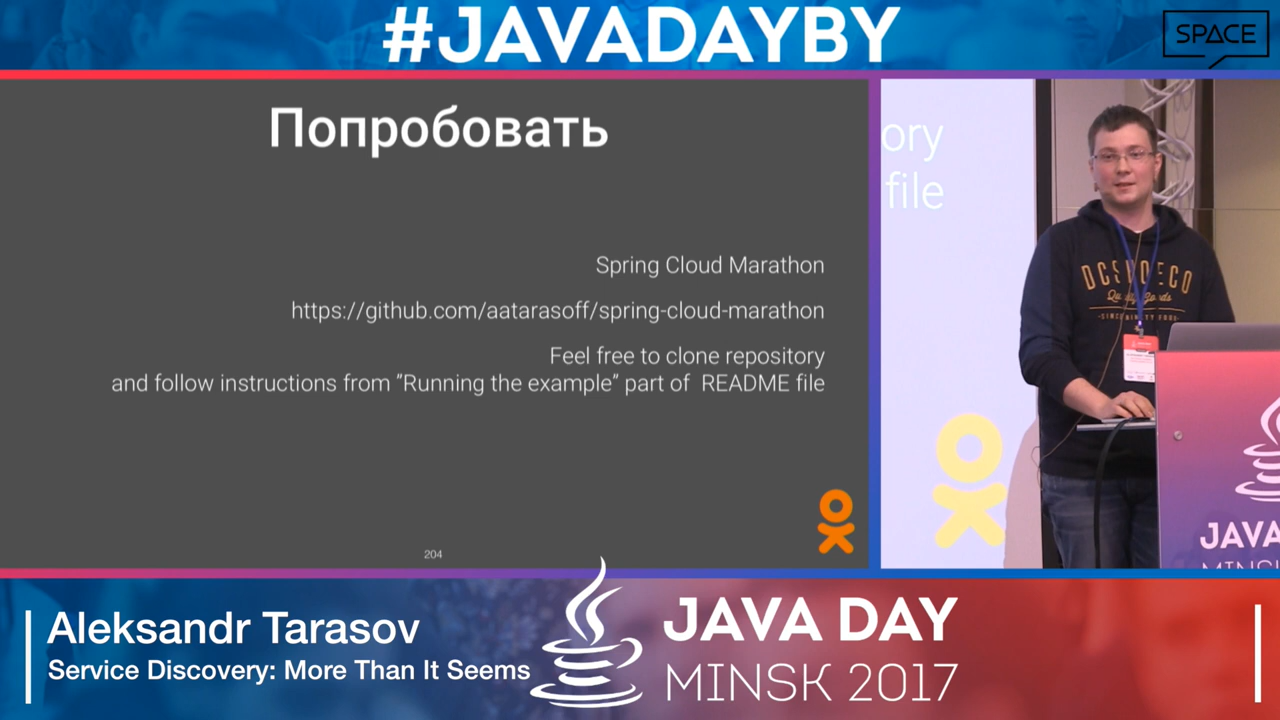 #JAVADAYBY
SPACE
Попробовать
Spring Cloud Marathon
https://github.com/aatarasoff/spring-cloud-marathon
Feel free to clone repository
and follow instructions from ”Running the example” part of README file
204
ory
file
JAVA
MINSK
Aleksandr Tarasov
Service Discovery: More Than It Seems
JAVA DAY
MINSK 2017